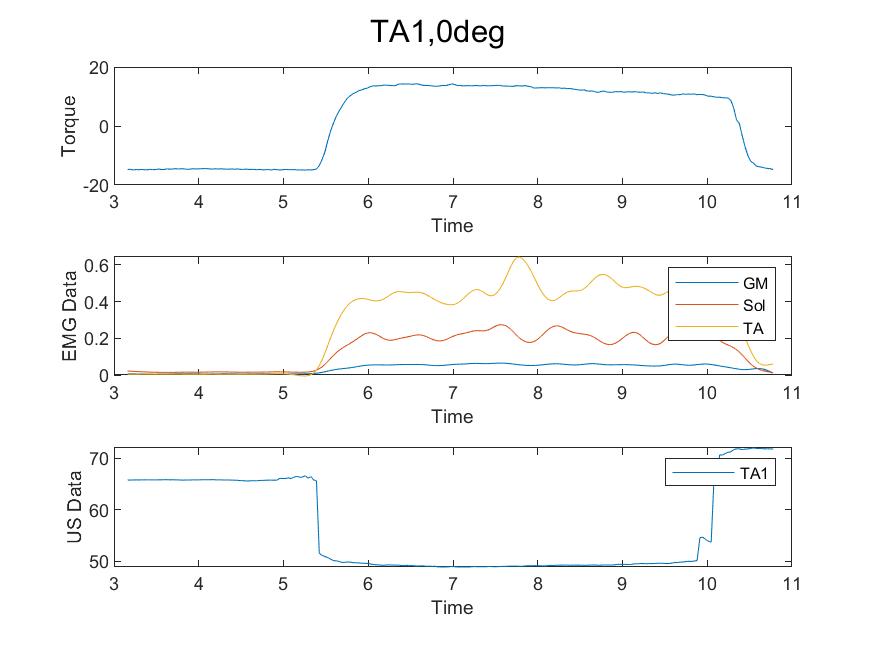 TA1,0deg
20
0
-20
Torque
3 4 5 6 7 8 9 10 11
Time
0.6
0.4
0.2
0
EMG Data
GM
Sol
TA
3 4 5 6 7 8 9 10 11
Time
70
60
50
US Data
TA1
3 4 5 6 7 8 9 10 11
Time